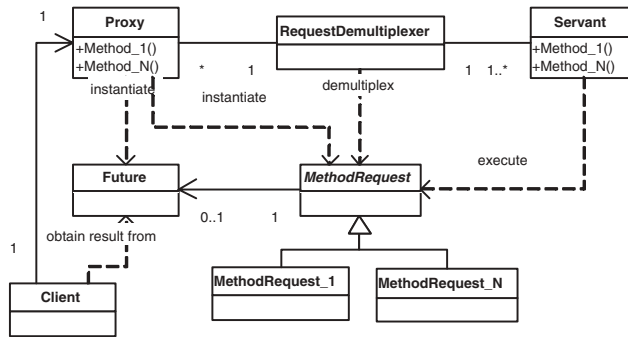 1
Proxy
+Method_1()
+Method_N()
RequestDemultiplexer
Servant
+Method_1()
+Method_N()
*
1
1
1..*
instantiate
instantiate
demultiplex
execute
Future
MethodRequest
0..1
1
obtain result from
1
MethodRequest_1
MethodRequest_N
Client